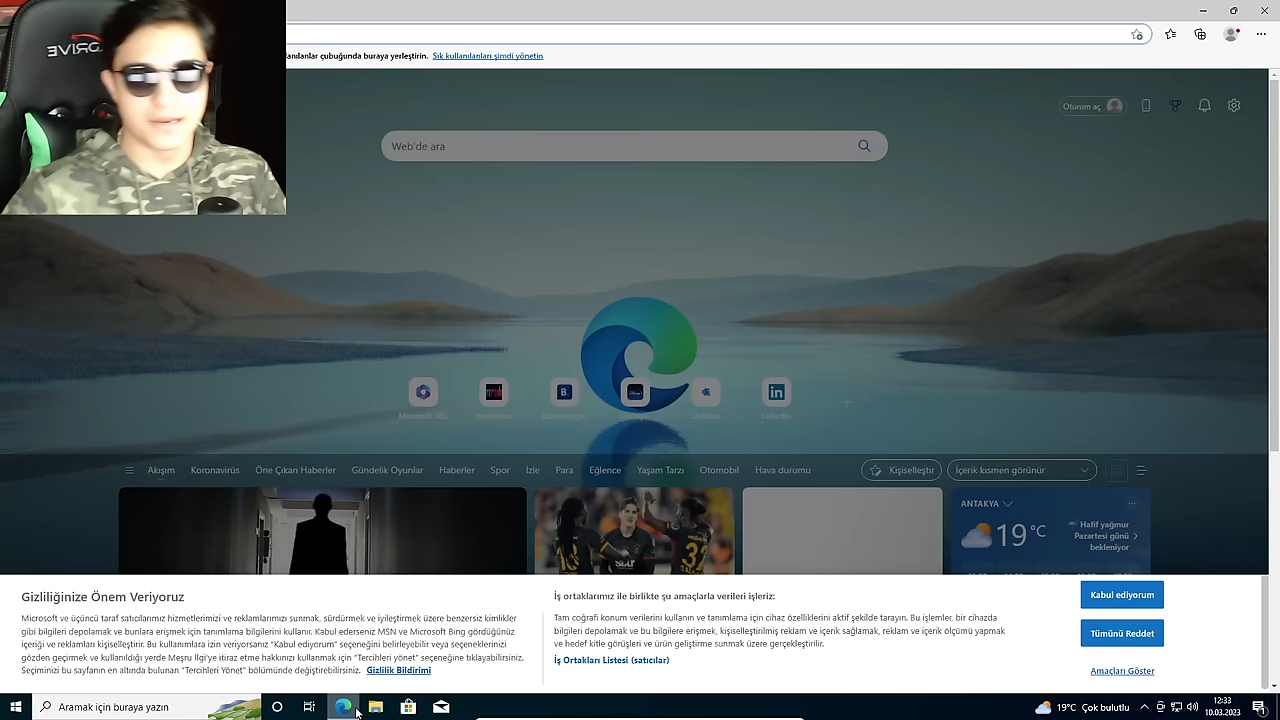 DRIVE
lanılanlar çubuğunda buraya yerleştirin. Sık kullanılanları şimdi yönetin
Oturum aç
Web'de ara
Microsoft 365
Outlook
LinkedIn
Akışım Koronavirüs Öne Çıkan Haberler Gündelik Oyunlar Haberler Spor İzle Para Eğlence Yaşam Tarzı Otomobil Hava durumu Kişiselleştir İçerik kısmen görünür
ANTAKYA
19 °C
Hafif yağmur
Pazartesi günü
bekleniyor
SIXT
33
Gizliliğinize Önem Veriyoruz
Microsoft ve üçüncü taraf satıcılarımız hizmetlerimizi ve reklamlarımızı sunmak, sürdürmek ve iyileştirmek üzere benzersiz kimlikler
gibi bilgileri depolamak ve bunlara erişmek için tanımlama bilgilerini kullanır. Kabul ederseniz MSN ve Microsoft Bing gördüğünüz
içeriği ve reklamları kişiselleştirir. Bu kullanımlara izin veriyorsanız "Kabul ediyorum" seçeneğini belirleyebilir veya seçeneklerinizi
gözden geçirmek ve kullanıldığı yerde Meşru İlgi'ye itiraz etme hakkınızı kullanmak için "Tercihleri yönet" seçeneğine tıklayabilirsiniz.
Seçiminizi bu sayfanın en altında bulunan "Tercihleri Yönet" bölümünde değiştirebilirsiniz. Gizlilik Bildirimi
İş ortaklarımız ile birlikte şu amaçlarla verileri işleriz:
Tam coğrafi konum verilerini kullanın ve tanımlama için cihaz özelliklerini aktif şekilde tarayın. Bu işlemler, bir cihazda
bilgileri depolamak ve bu bilgilere erişmek, kişiselleştirilmiş reklam ve içerik sağlamak, reklam ve içerik ölçümü yapmak
ve hedef kitle görüşleri ve ürün geliştirme sunmak üzere gerçekleştirilir.
İş Ortakları Listesi (satıcılar)
Kabul ediyorum
Tümünü Reddet
Amaçları Göster
Aramak için buraya yazın
19°C Çok bulutlu
12:33
10.03.2023